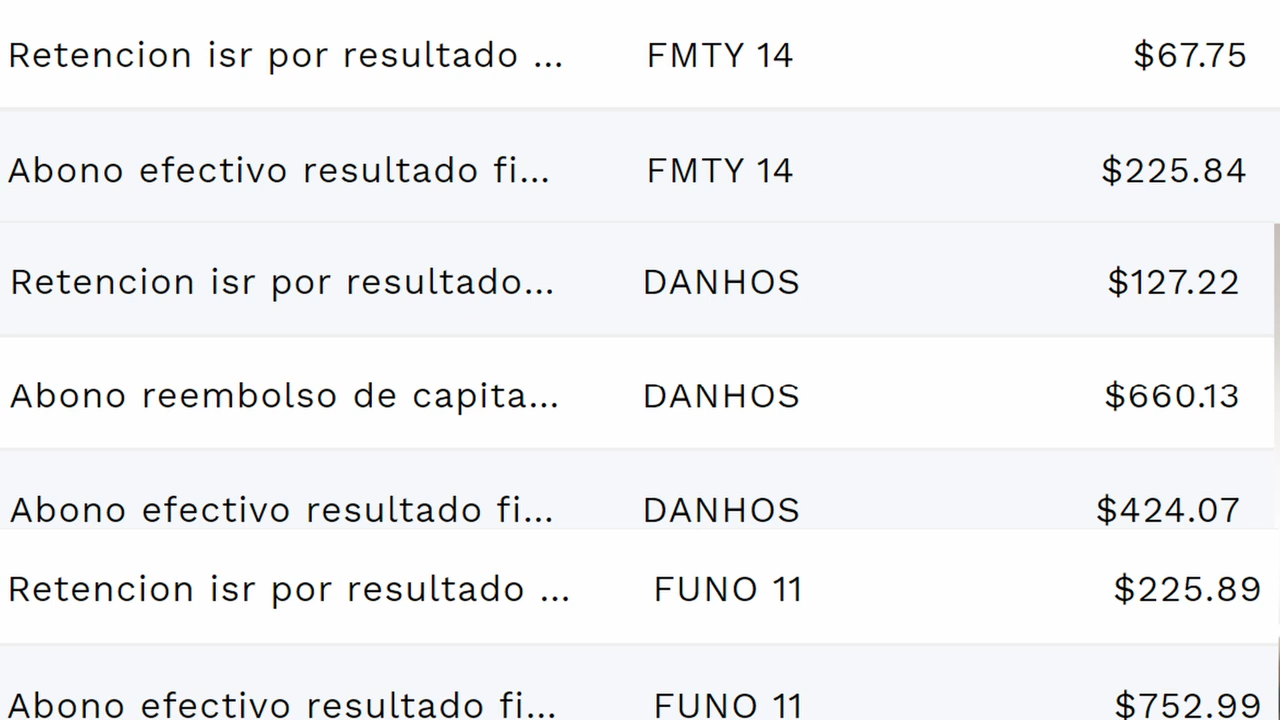 Retencion isr por resultado ... FMTY 14 $67.75
Abono efectivo resultado fi... FMTY 14 $225.84
Retencion isr por resultado... DANHOS $127.22
Abono reembolso de capita... DANHOS $660.13
Abono efectivo resultado fi... DANHOS $424.07
Retencion isr por resultado ... FUNO 11 $225.89
Abono efectivo resultado fi... FUNO 11 $752.99